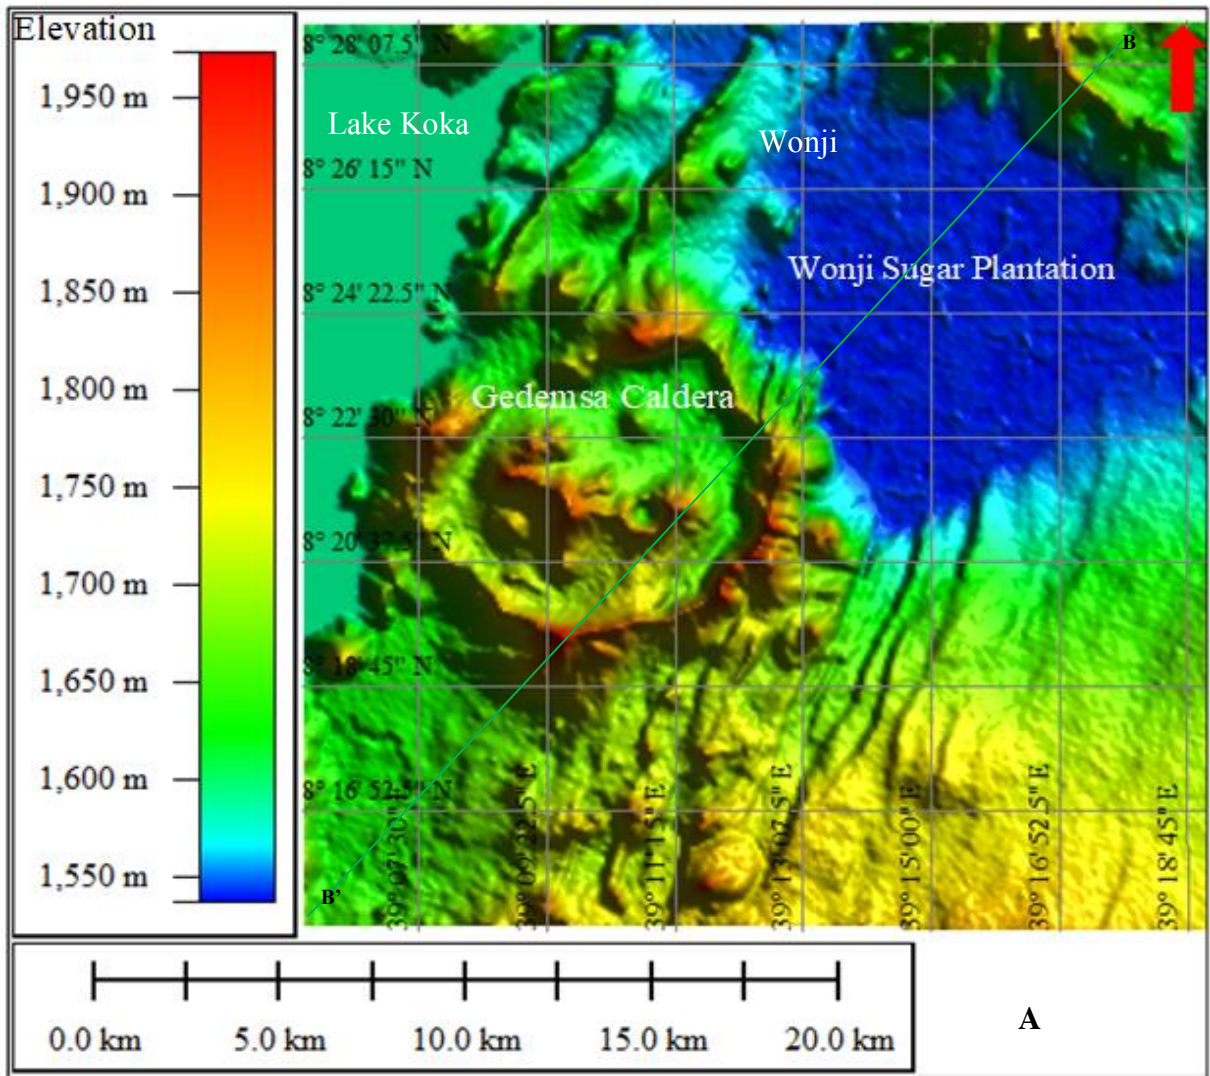 Elevation
1,950 m
1,900 m
1,850 m
1,800 m
1,750 m
1,700 m
1,650 m
1,600 m
1,550 m
8° 28' 07.5" N
B
Lake Koka
Wonji
8° 26' 15" N
Wonji Sugar Plantation
8° 24' 22.5" N
Gedemsa Caldera
8° 22' 30" N
8° 20' 37.5" N
8° 18' 45" N
8° 16' 52.5" N
B'
39° 07' 30" E
39° 09' 22.5" E
39° 11' 15" E
39° 13' 07.5" E
39° 15' 00" E
39° 16' 52.5" E
39° 18' 45" E
0.0 km 5.0 km 10.0 km 15.0 km 20.0 km
A